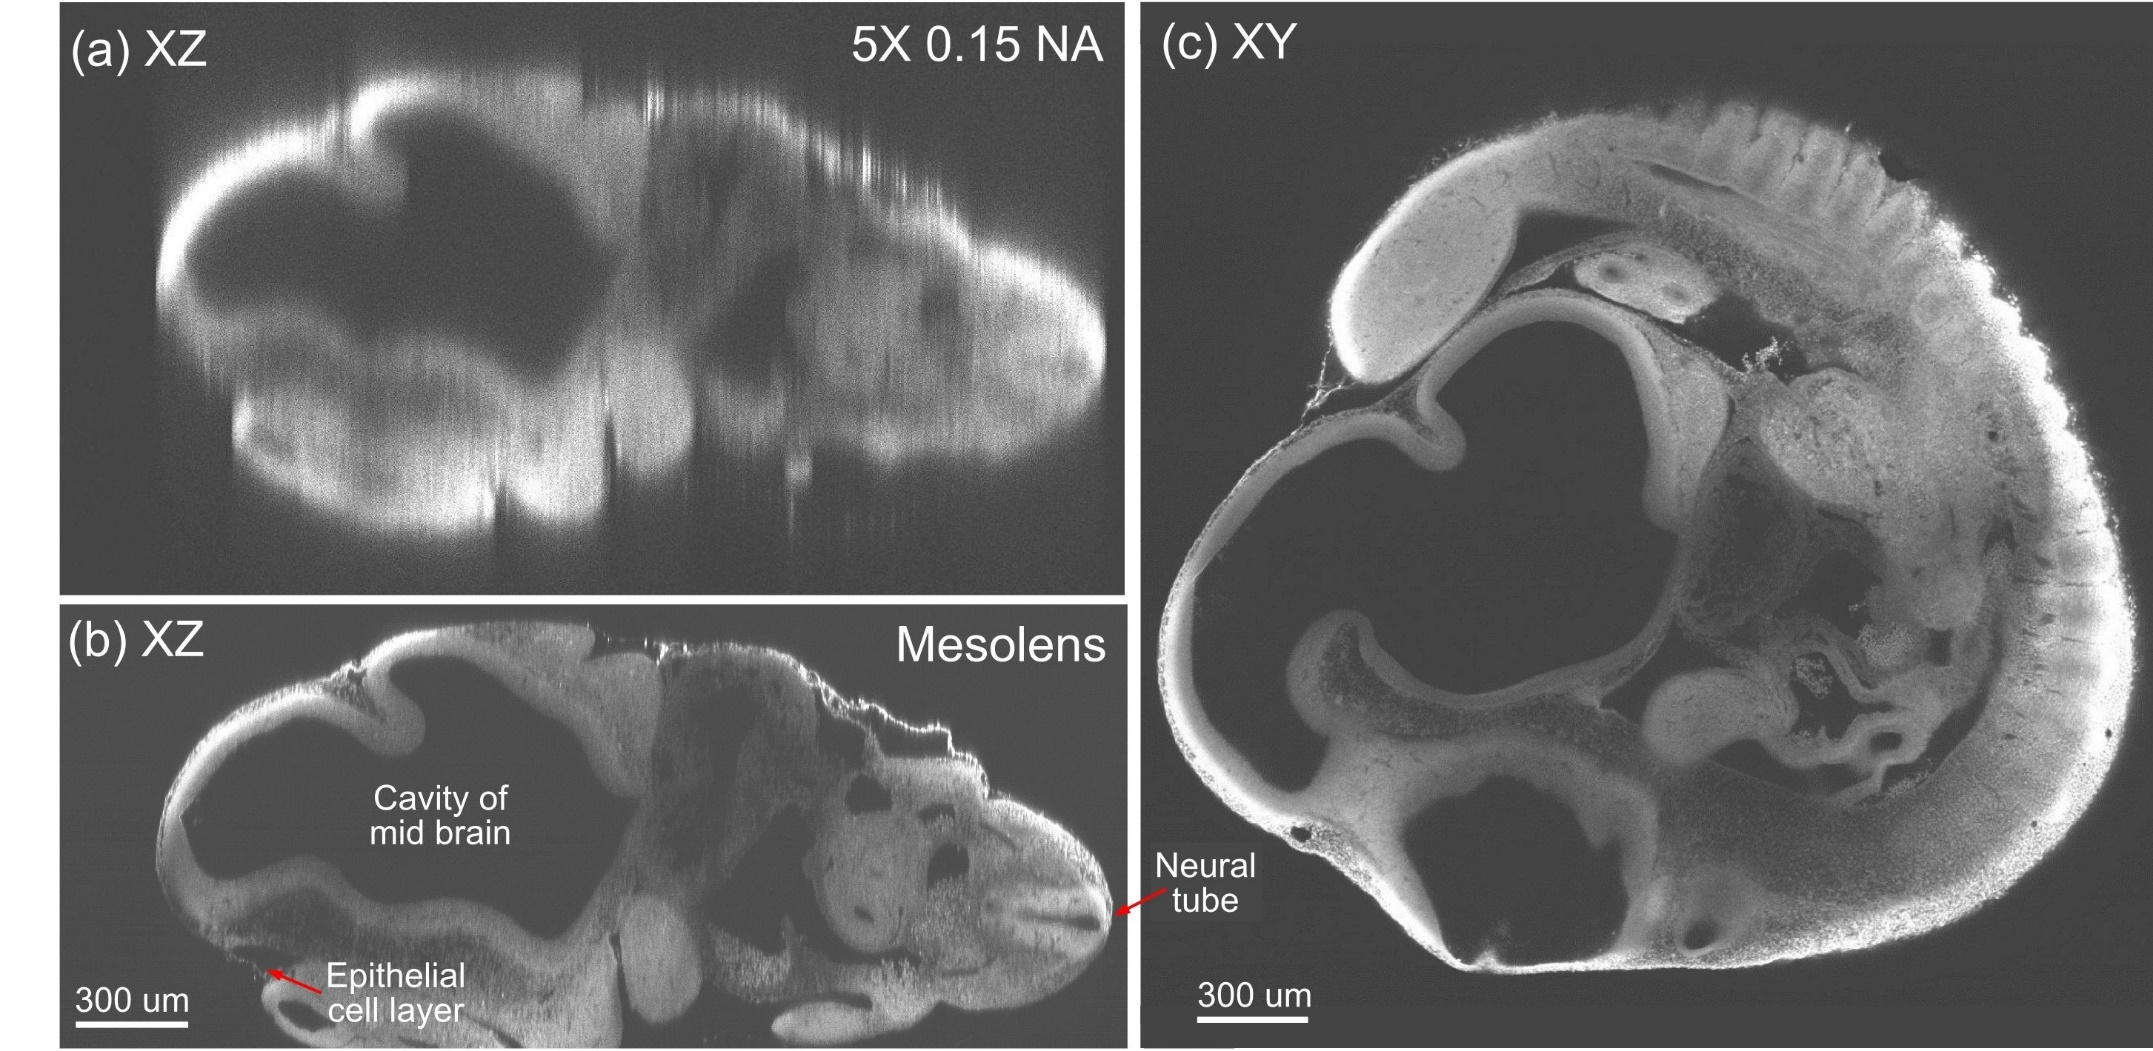 (a) XZ
5X 0.15 NA
(b) XZ
Mesolens
Cavity of
mid brain
Epithelial
cell layer
300 um
Neural
tube
(c) XY
300 um